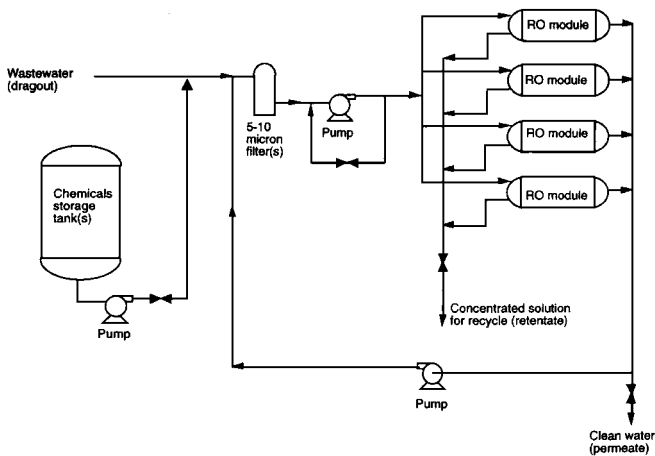 RO module
Wastewater
(dragout)
RO module
5-10
micron
filter(s)
Pump
RO module
Chemicals
storage
tank(s)
RO module
Concentrated solution
for recycle (retentate)
Pump
Pump
Clean water
(permeate)